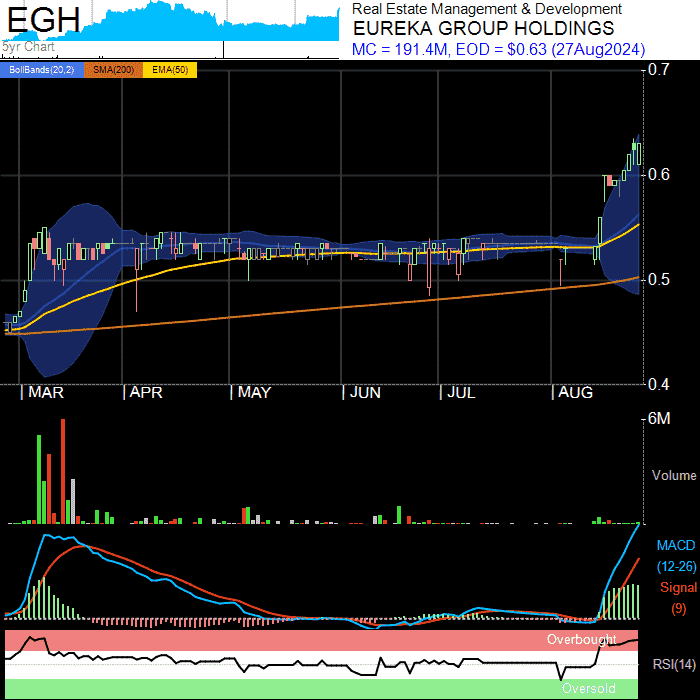 EGH
Real Estate Management & Development
EUREKA GROUP HOLDINGS
5yr Chart
MC = 191.4M, EOD = $0.63 (27Aug2024)
BollBands(20,2) SMA(200) EMA(50)
0.7
0.6
0.5
0.4
MAR APR MAY JUN JUL AUG
6M
Volume
MACD
(12-26)
Signal
(9)
Overbought
RSI(14)
Oversold